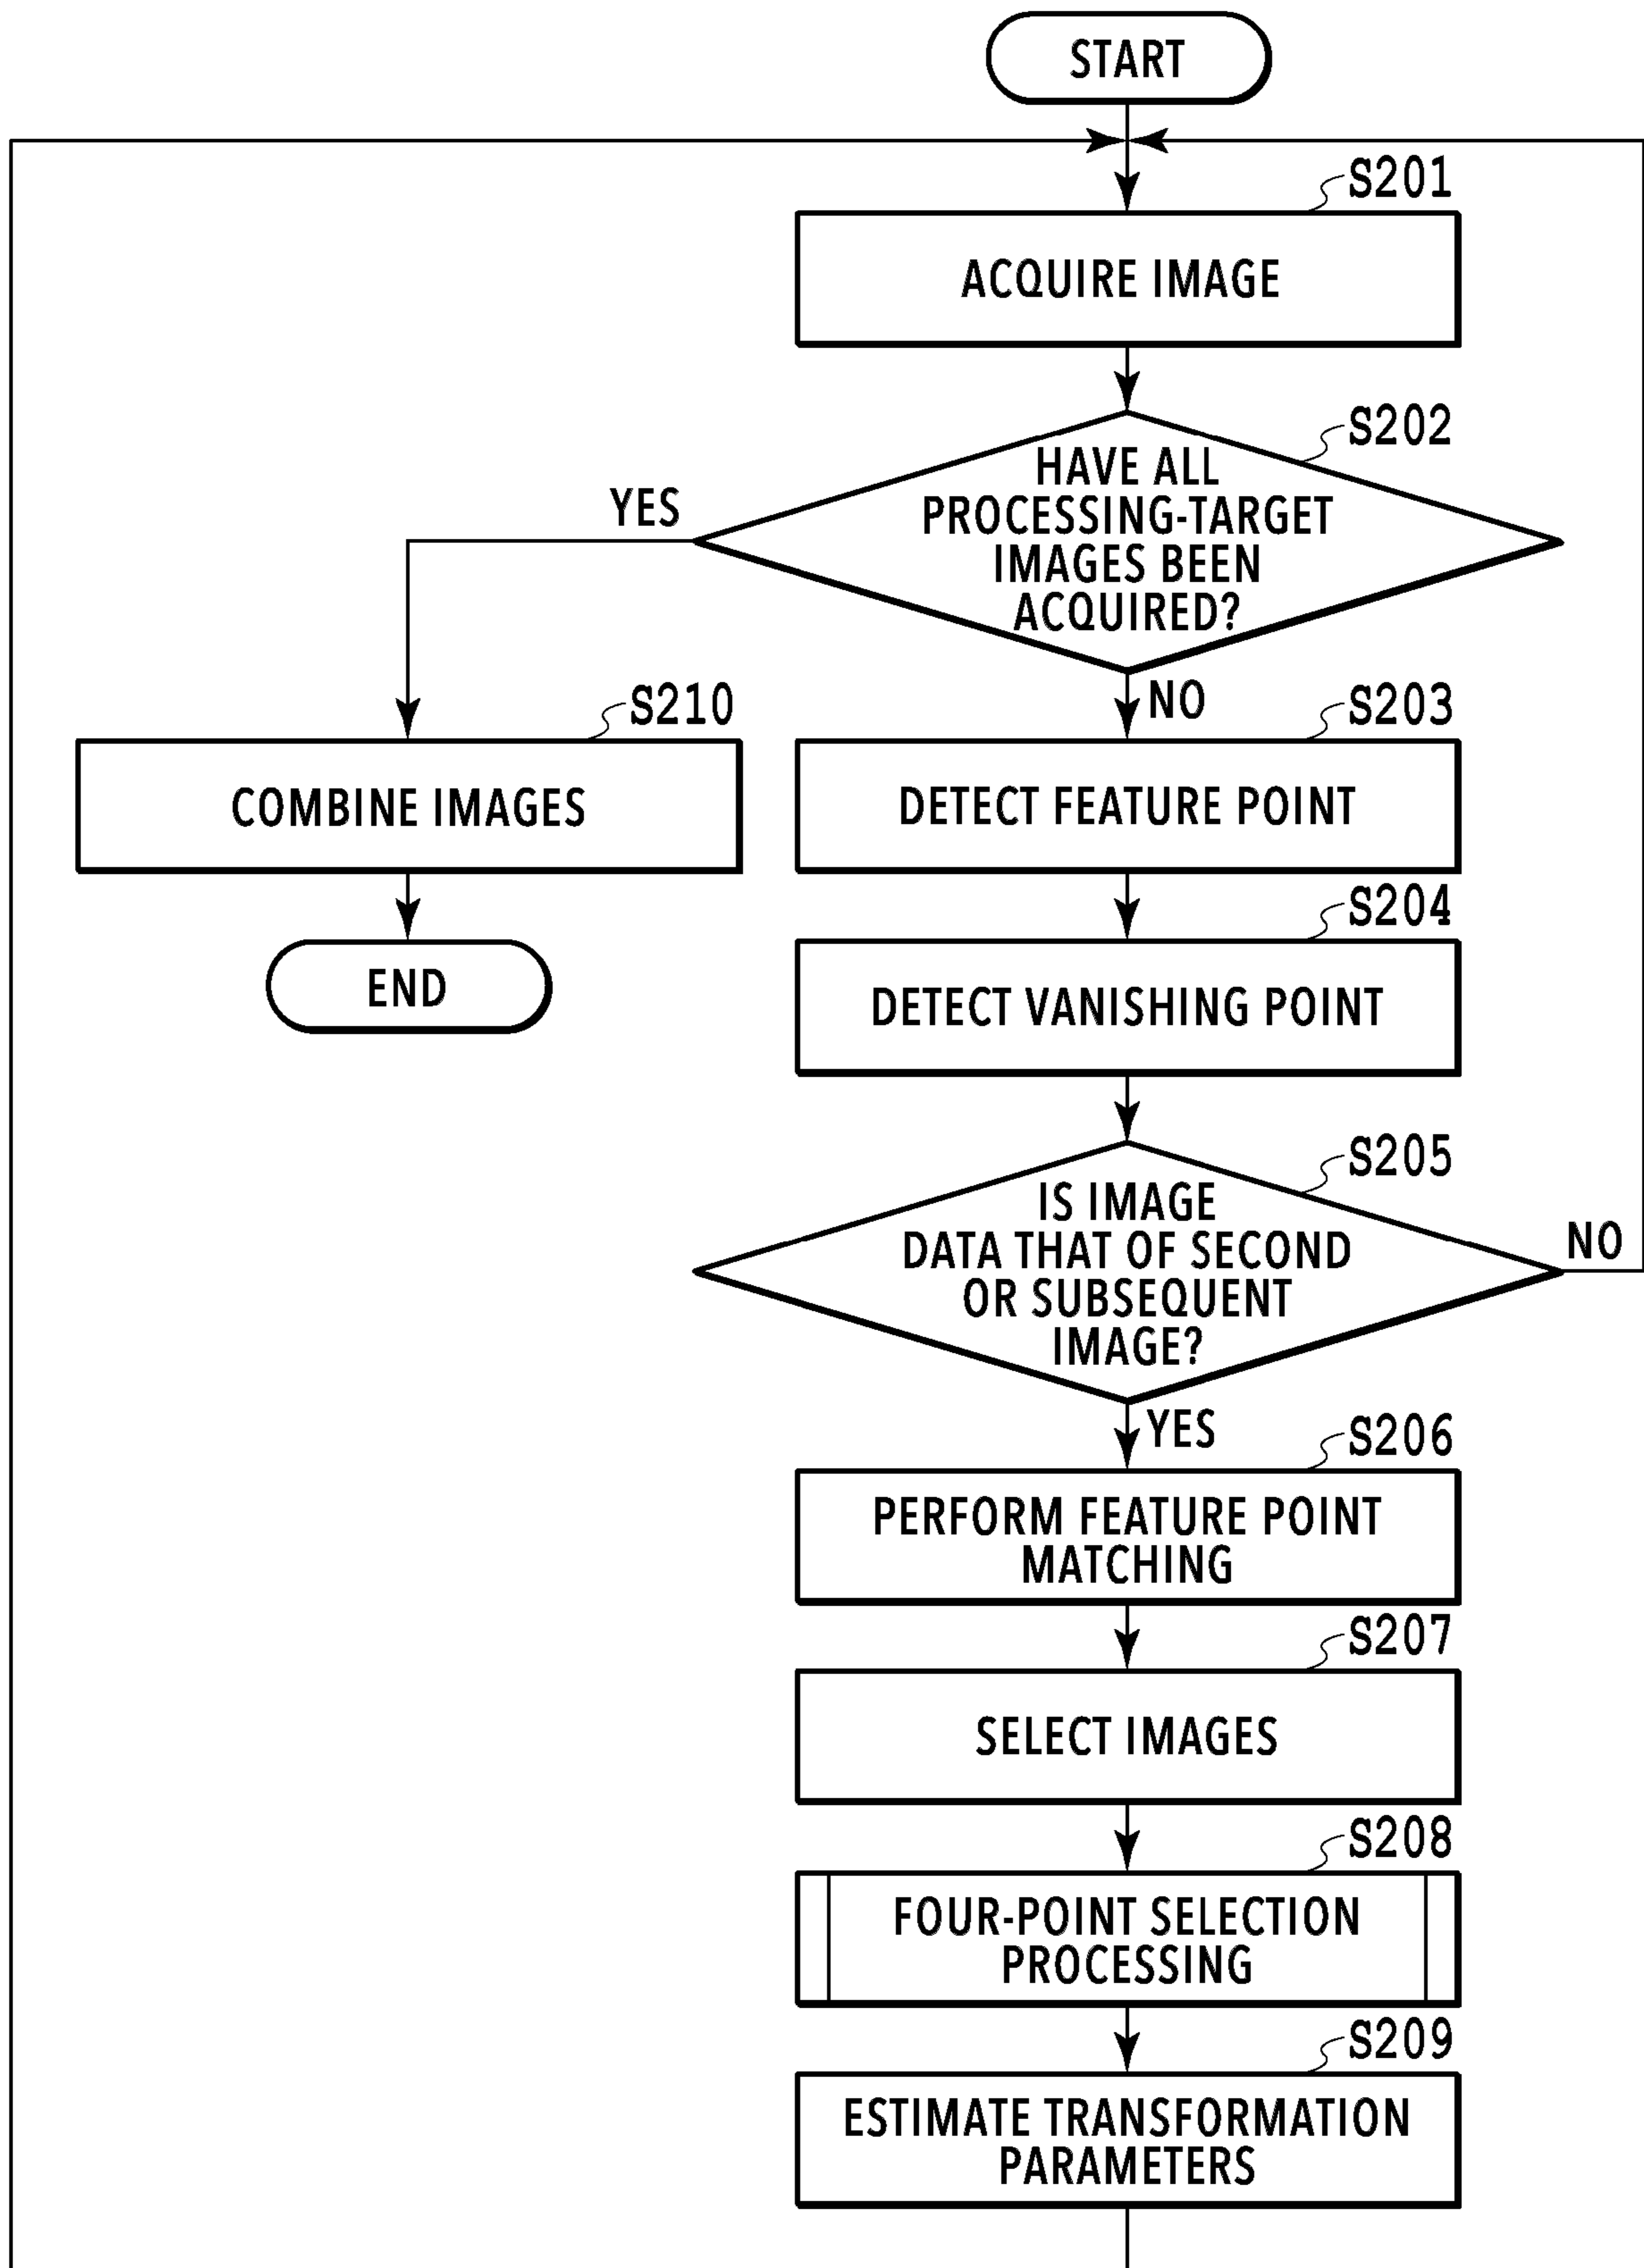 START
S201
ACQUIRE IMAGE
S202
HAVE ALL
PROCESSING-TARGET
IMAGES BEEN
ACQUIRED?
YES
NO
S210
COMBINE IMAGES
END
S203
DETECT FEATURE POINT
S204
DETECT VANISHING POINT
S205
IS IMAGE
DATA THAT OF SECOND
OR SUBSEQUENT
IMAGE?
NO
YES
S206
PERFORM FEATURE POINT
MATCHING
S207
SELECT IMAGES
S208
FOUR-POINT SELECTION
PROCESSING
S209
ESTIMATE TRANSFORMATION
PARAMETERS